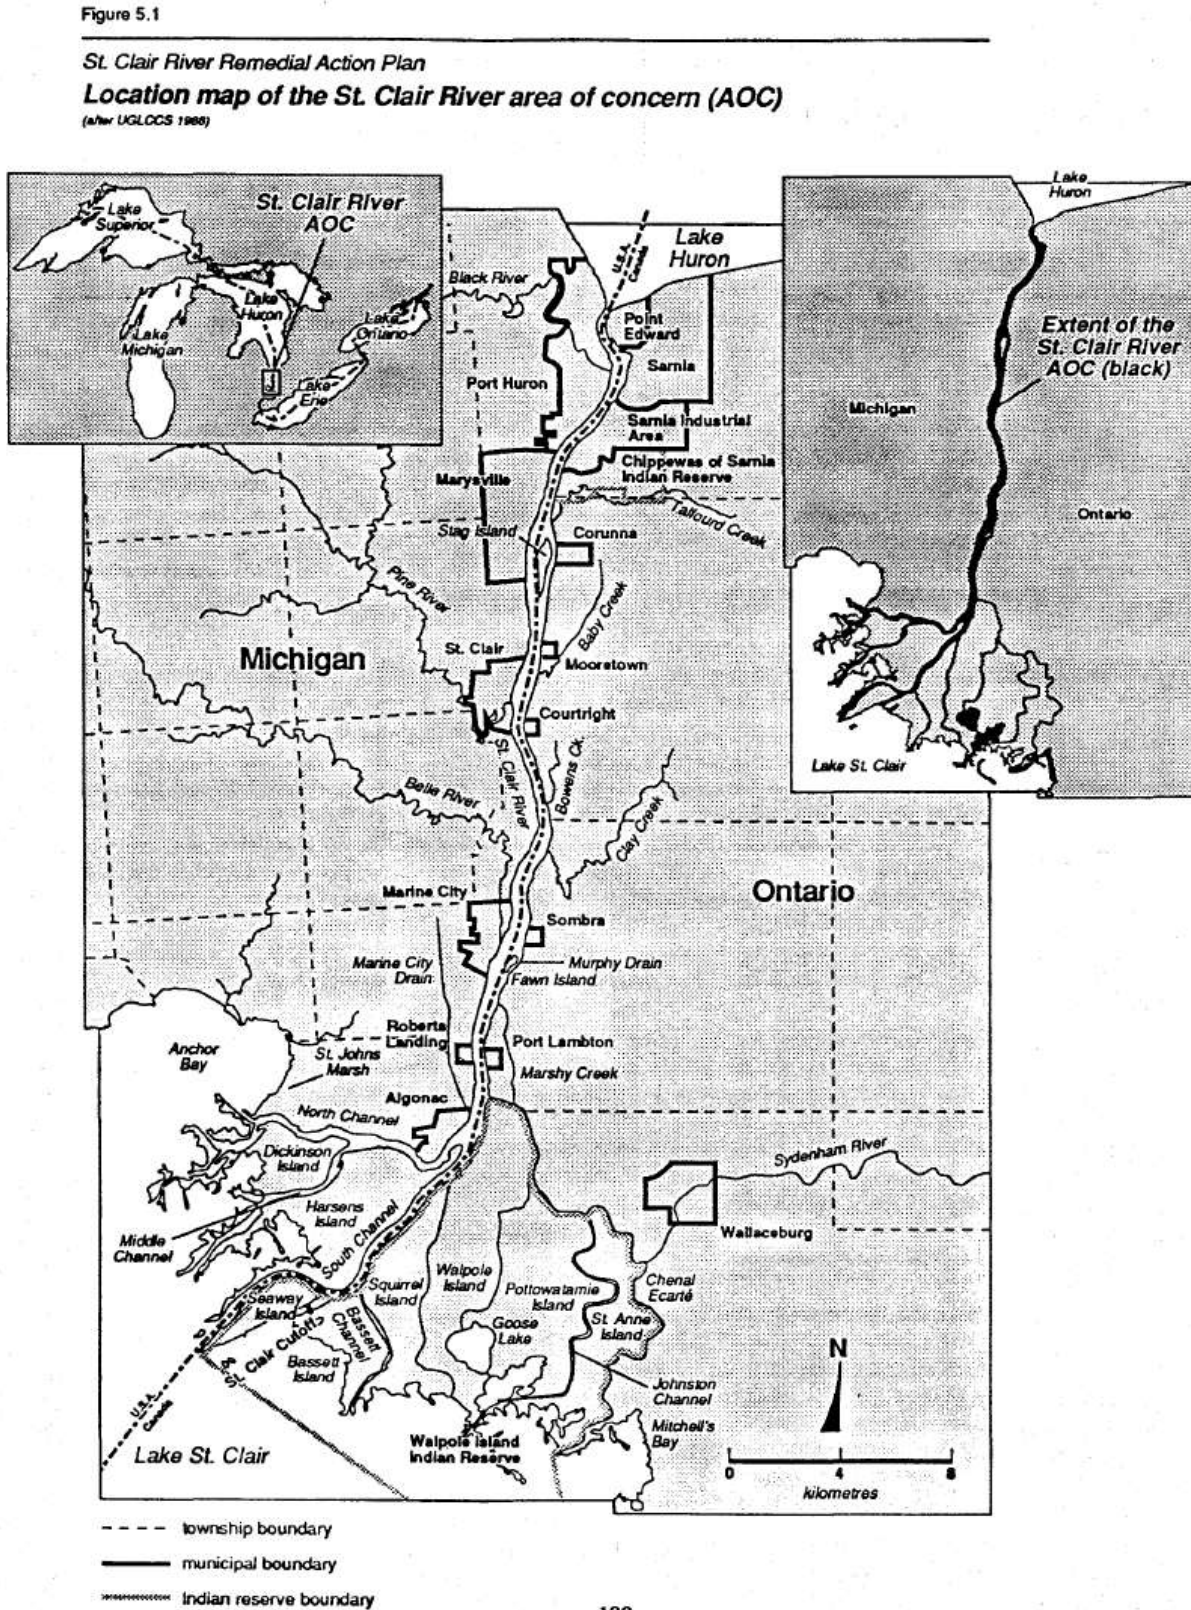 Figure 5.1
St. Clair River Remedial Action Plan
Location map of the St. Clair River area of concern (AOC)
(after UGLCCS 1988)
Lake
Superior
St. Clair River
AOC
Lake
Huron
Lake
Michigan
Lake
Ontario
Lake
Erie
Lake
Huron
Extent of the
St. Clair River
AOC (black)
Michigan
Ontario
Lake St. Clair
U.S.A.
Canada
Lake
Huron
Black River
Point
Edward
Sarnia
Port Huron
Sarnia Industrial
Area
Chippewas of Sarnia
Indian Reserve
Marysville
Talfourd Creek
Stag Island
Corunna
Pine River
Baby Creek
Michigan
St. Clair
Mooretown
Courtright
St. Clair River
Bowens Ck.
Belle River
Clay Creek
Marine City
Ontario
Sombra
Marine City
Drain
Murphy Drain
Fawn Island
Roberts
Landing
Port Lambton
Anchor
Bay
St. Johns
Marsh
Marshy Creek
Algonac
North Channel
Dickinson
Island
Sydenham River
Harsens
Island
South Channel
Middle
Channel
Wallaceburg
Squirrel
Island
Walpole
Island
Pottowatamie
Island
Chenal
Ecarté
Seaway
Island
Bassett
Channel
Goose
Lake
St. Anne
Island
Clair Cutoff
Bassett
Island
N
Johnston
Channel
U.S.A.
Canada
Mitchell's
Bay
Lake St. Clair
Walpole Island
Indian Reserve
0 4 8
kilometres
township boundary
municipal boundary
Indian reserve boundary